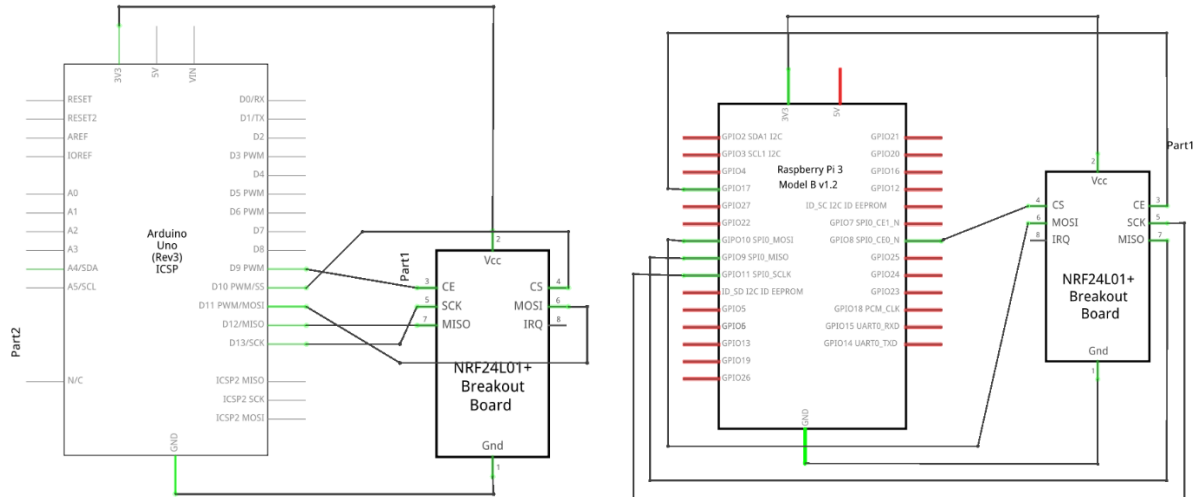 3V3
5V
VIN
RESET
RESET2
AREF
IOREF
A0
A1
A2
A3
A4/SDA
A5/SCL
N/C
Arduino
Uno
(Rev3)
ICSP
D0/RX
D1/TX
D2
D3 PWM
D4
D5 PWM
D6 PWM
D7
D8
D9 PWM
D10 PWM/SS
D11 PWM/MOSI
D12/MISO
D13/SCK
ICSP2 MISO
ICSP2 SCK
ICSP2 MOSI
GND
Part2
Part1
2
Vcc
3
CE
5
SCK
7
MISO
4
CS
6
MOSI
8
IRQ
NRF24L01+
Breakout
Board
Gnd
1
3V3
5V
GPIO2 SDA1 I2C
GPIO3 SCL1 I2C
GPIO4
GPIO17
GPIO27
GPIO22
GPIO10 SPI0_MOSI
GPIO9 SPI0_MISO
GPIO11 SPI0_SCLK
ID_SD I2C ID EEPROM
GPIO5
GPIO6
GPIO13
GPIO19
GPIO26
Raspberry Pi 3
Model B v1.2
GPIO21
GPIO20
GPIO16
GPIO12
ID_SC I2C ID EEPROM
GPIO7 SPI0_CE1_N
GPIO8 SPI0_CE0_N
GPIO25
GPIO24
GPIO23
GPIO18 PCM_CLK
GPIO15 UART0_RXD
GPIO14 UART0_TXD
GND
Part1
2
Vcc
4
CS
6
MOSI
8
IRQ
CE
3
SCK
5
MISO
7
NRF24L01+
Breakout
Board
Gnd
1